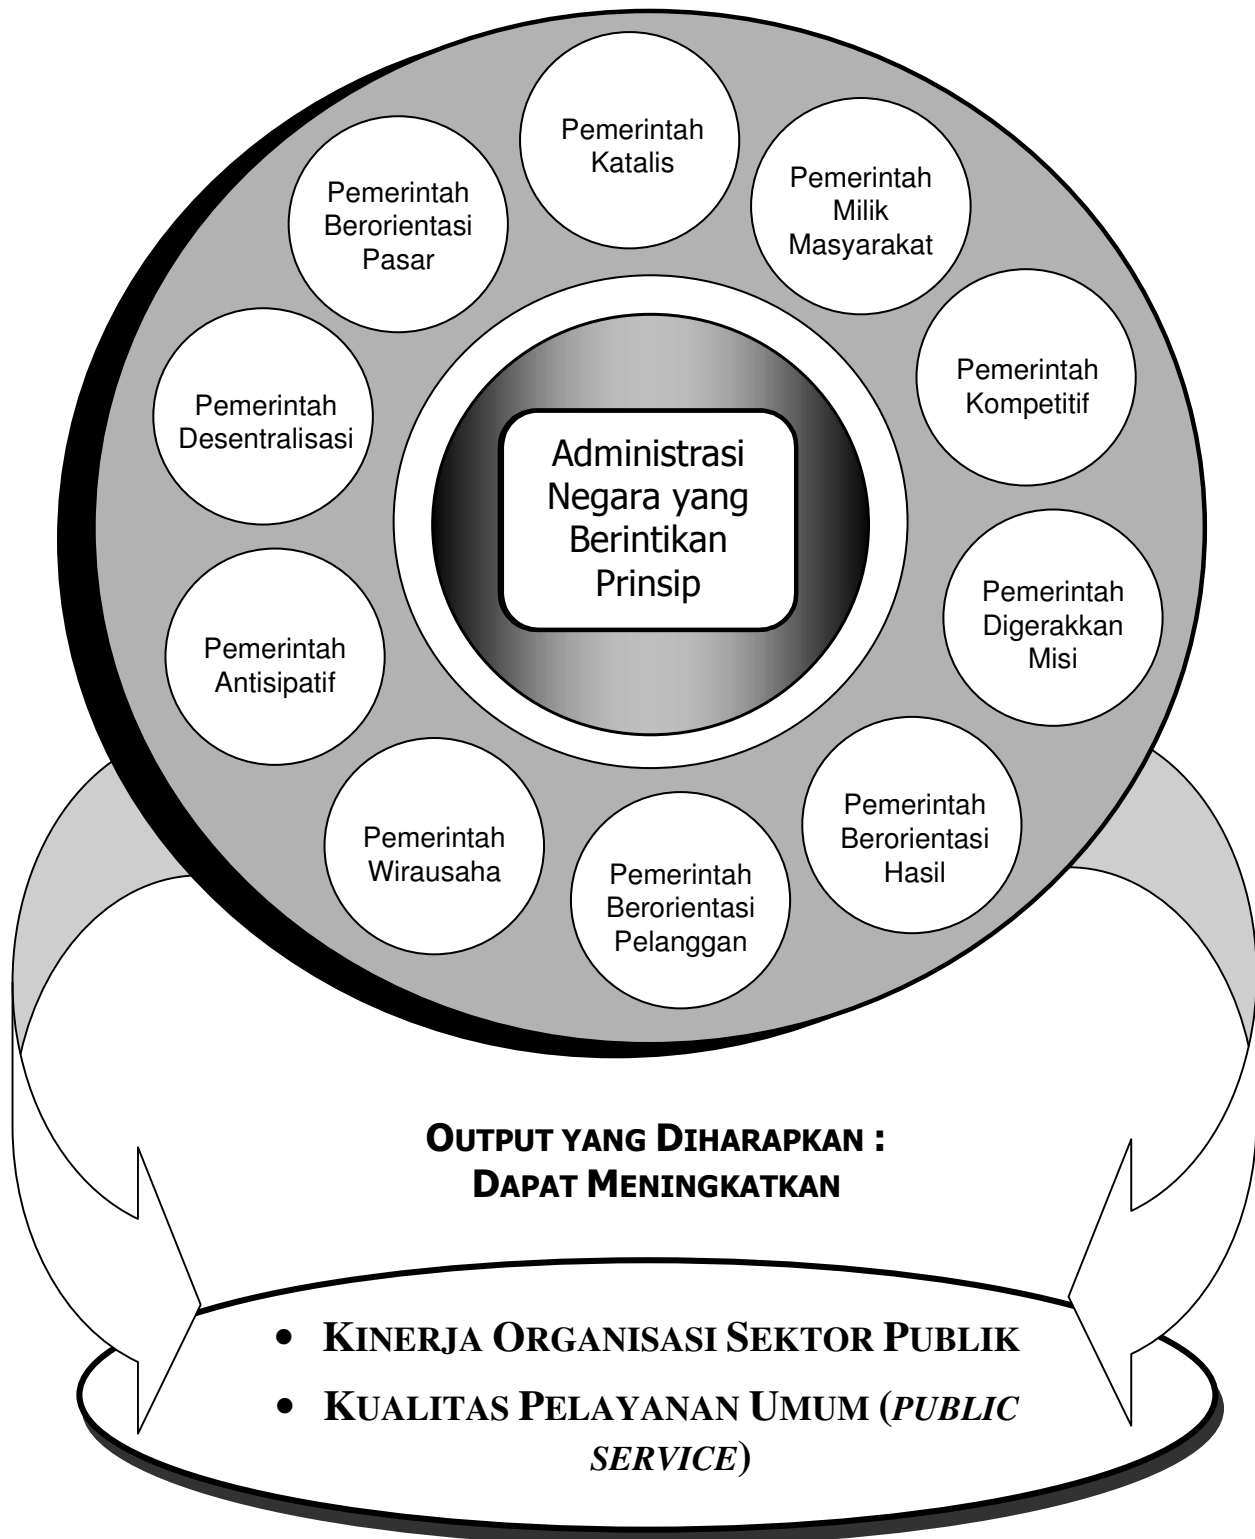 Pemerintah
Katalis
Pemerintah
Milik
Masyarakat
Pemerintah
Kompetitif
Pemerintah
Digerakkan
Misi
Pemerintah
Berorientasi
Hasil
Pemerintah
Berorientasi
Pelanggan
Pemerintah
Wirausaha
Pemerintah
Antisipatif
Pemerintah
Desentralisasi
Pemerintah
Berorientasi
Pasar
Administrasi
Negara yang
Berintikan
Prinsip
OUTPUT YANG DIHARAPKAN :
DAPAT MENINGKATKAN
• KINERJA ORGANISASI SEKTOR PUBLIK
• KUALITAS PELAYANAN UMUM (PUBLIC
SERVICE)